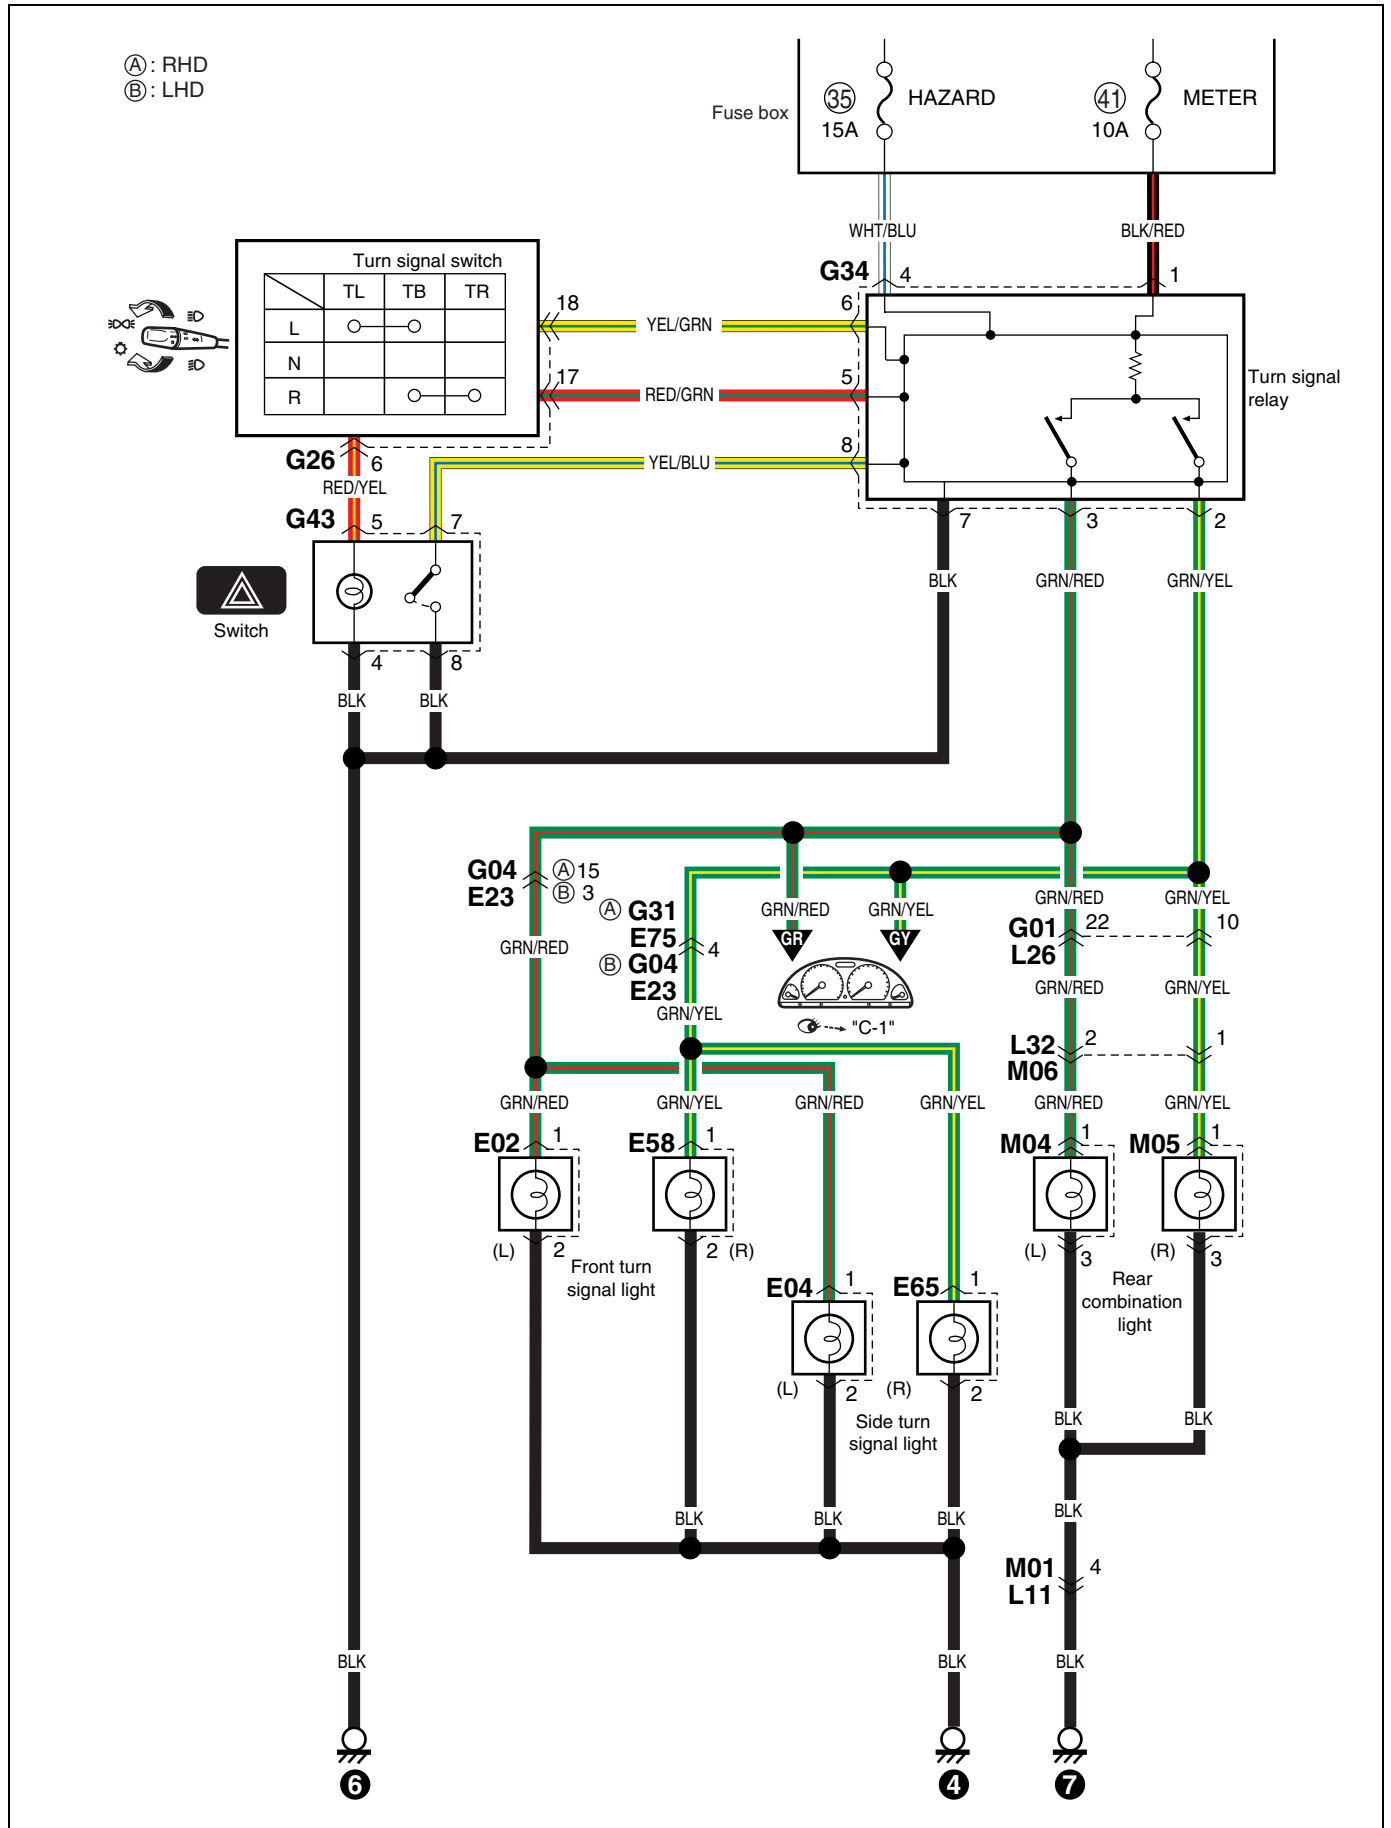 Ⓐ : RHD
Ⓑ : LHD
Fuse box
35 HAZARD
15A
41 METER
10A
WHT/BLU
BLK/RED
G34 4
1
Turn signal switch
TL TB TR
L
N
R
18 YEL/GRN 6
17 RED/GRN 5
YEL/BLU 8
Turn signal
relay
G26 6
RED/YEL
G43 5 7
7 3 2
Switch
BLK
GRN/RED
GRN/YEL
4 8
BLK BLK
G04
E23
Ⓐ 15
Ⓑ 3
GRN/RED
Ⓐ G31
E75
Ⓑ G04
E23
4
GRN/YEL
GRN/RED GRN/YEL
GR GY
"C-1"
GRN/RED GRN/YEL
G01 22 10
L26
GRN/RED GRN/YEL
L32 2 1
M06
GRN/RED GRN/YEL GRN/RED GRN/YEL GRN/RED GRN/YEL
E02 1
E58 1
M04 1
M05 1
(L) 2
2 (R)
Front turn
signal light
(L) 3
(R) 3
Rear
combination
light
E04 1
E65 1
(L) 2
(R) 2
Side turn
signal light
BLK BLK
BLK BLK BLK
BLK
M01 4
L11
BLK BLK BLK
6 4 7